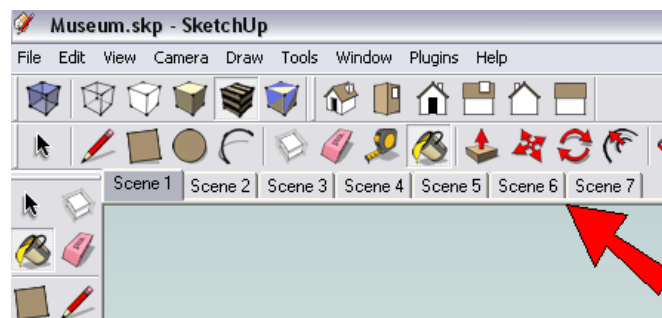 Museum.skp - SketchUp
File Edit View Camera Draw Tools Window Plugins Help
Scene 1 Scene 2 Scene 3 Scene 4 Scene 5 Scene 6 Scene 7